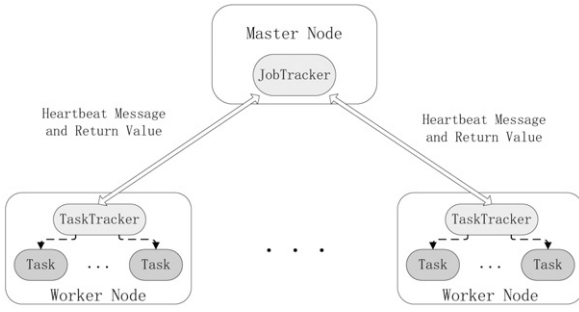 Master Node
JobTracker
Heartbeat Message
and Return Value
Heartbeat Message
and Return Value
TaskTracker
Task ... Task
Worker Node
. . .
TaskTracker
Task ... Task
Worker Node